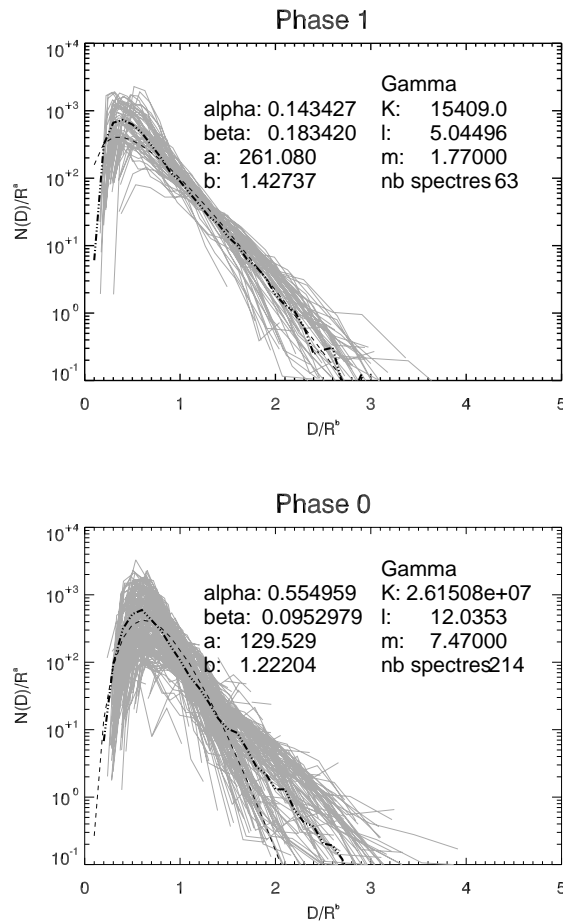 Phase 1
10+4
10+3
10+2
10+1
10^0
10-1
N(D)/R^a
Gamma
alpha: 0.143427 K: 15409.0
beta: 0.183420 l: 5.04496
a: 261.080 m: 1.77000
b: 1.42737 nb spectres 63
0 1 2 3 4 5
D/R^b
Phase 0
10+4
10+3
10+2
10+1
10^0
10-1
N(D)/R^a
Gamma
alpha: 0.554959 K: 2.61508e+07
beta: 0.0952979 l: 12.0353
a: 129.529 m: 7.47000
b: 1.22204 nb spectres214
0 1 2 3 4 5
D/R^b